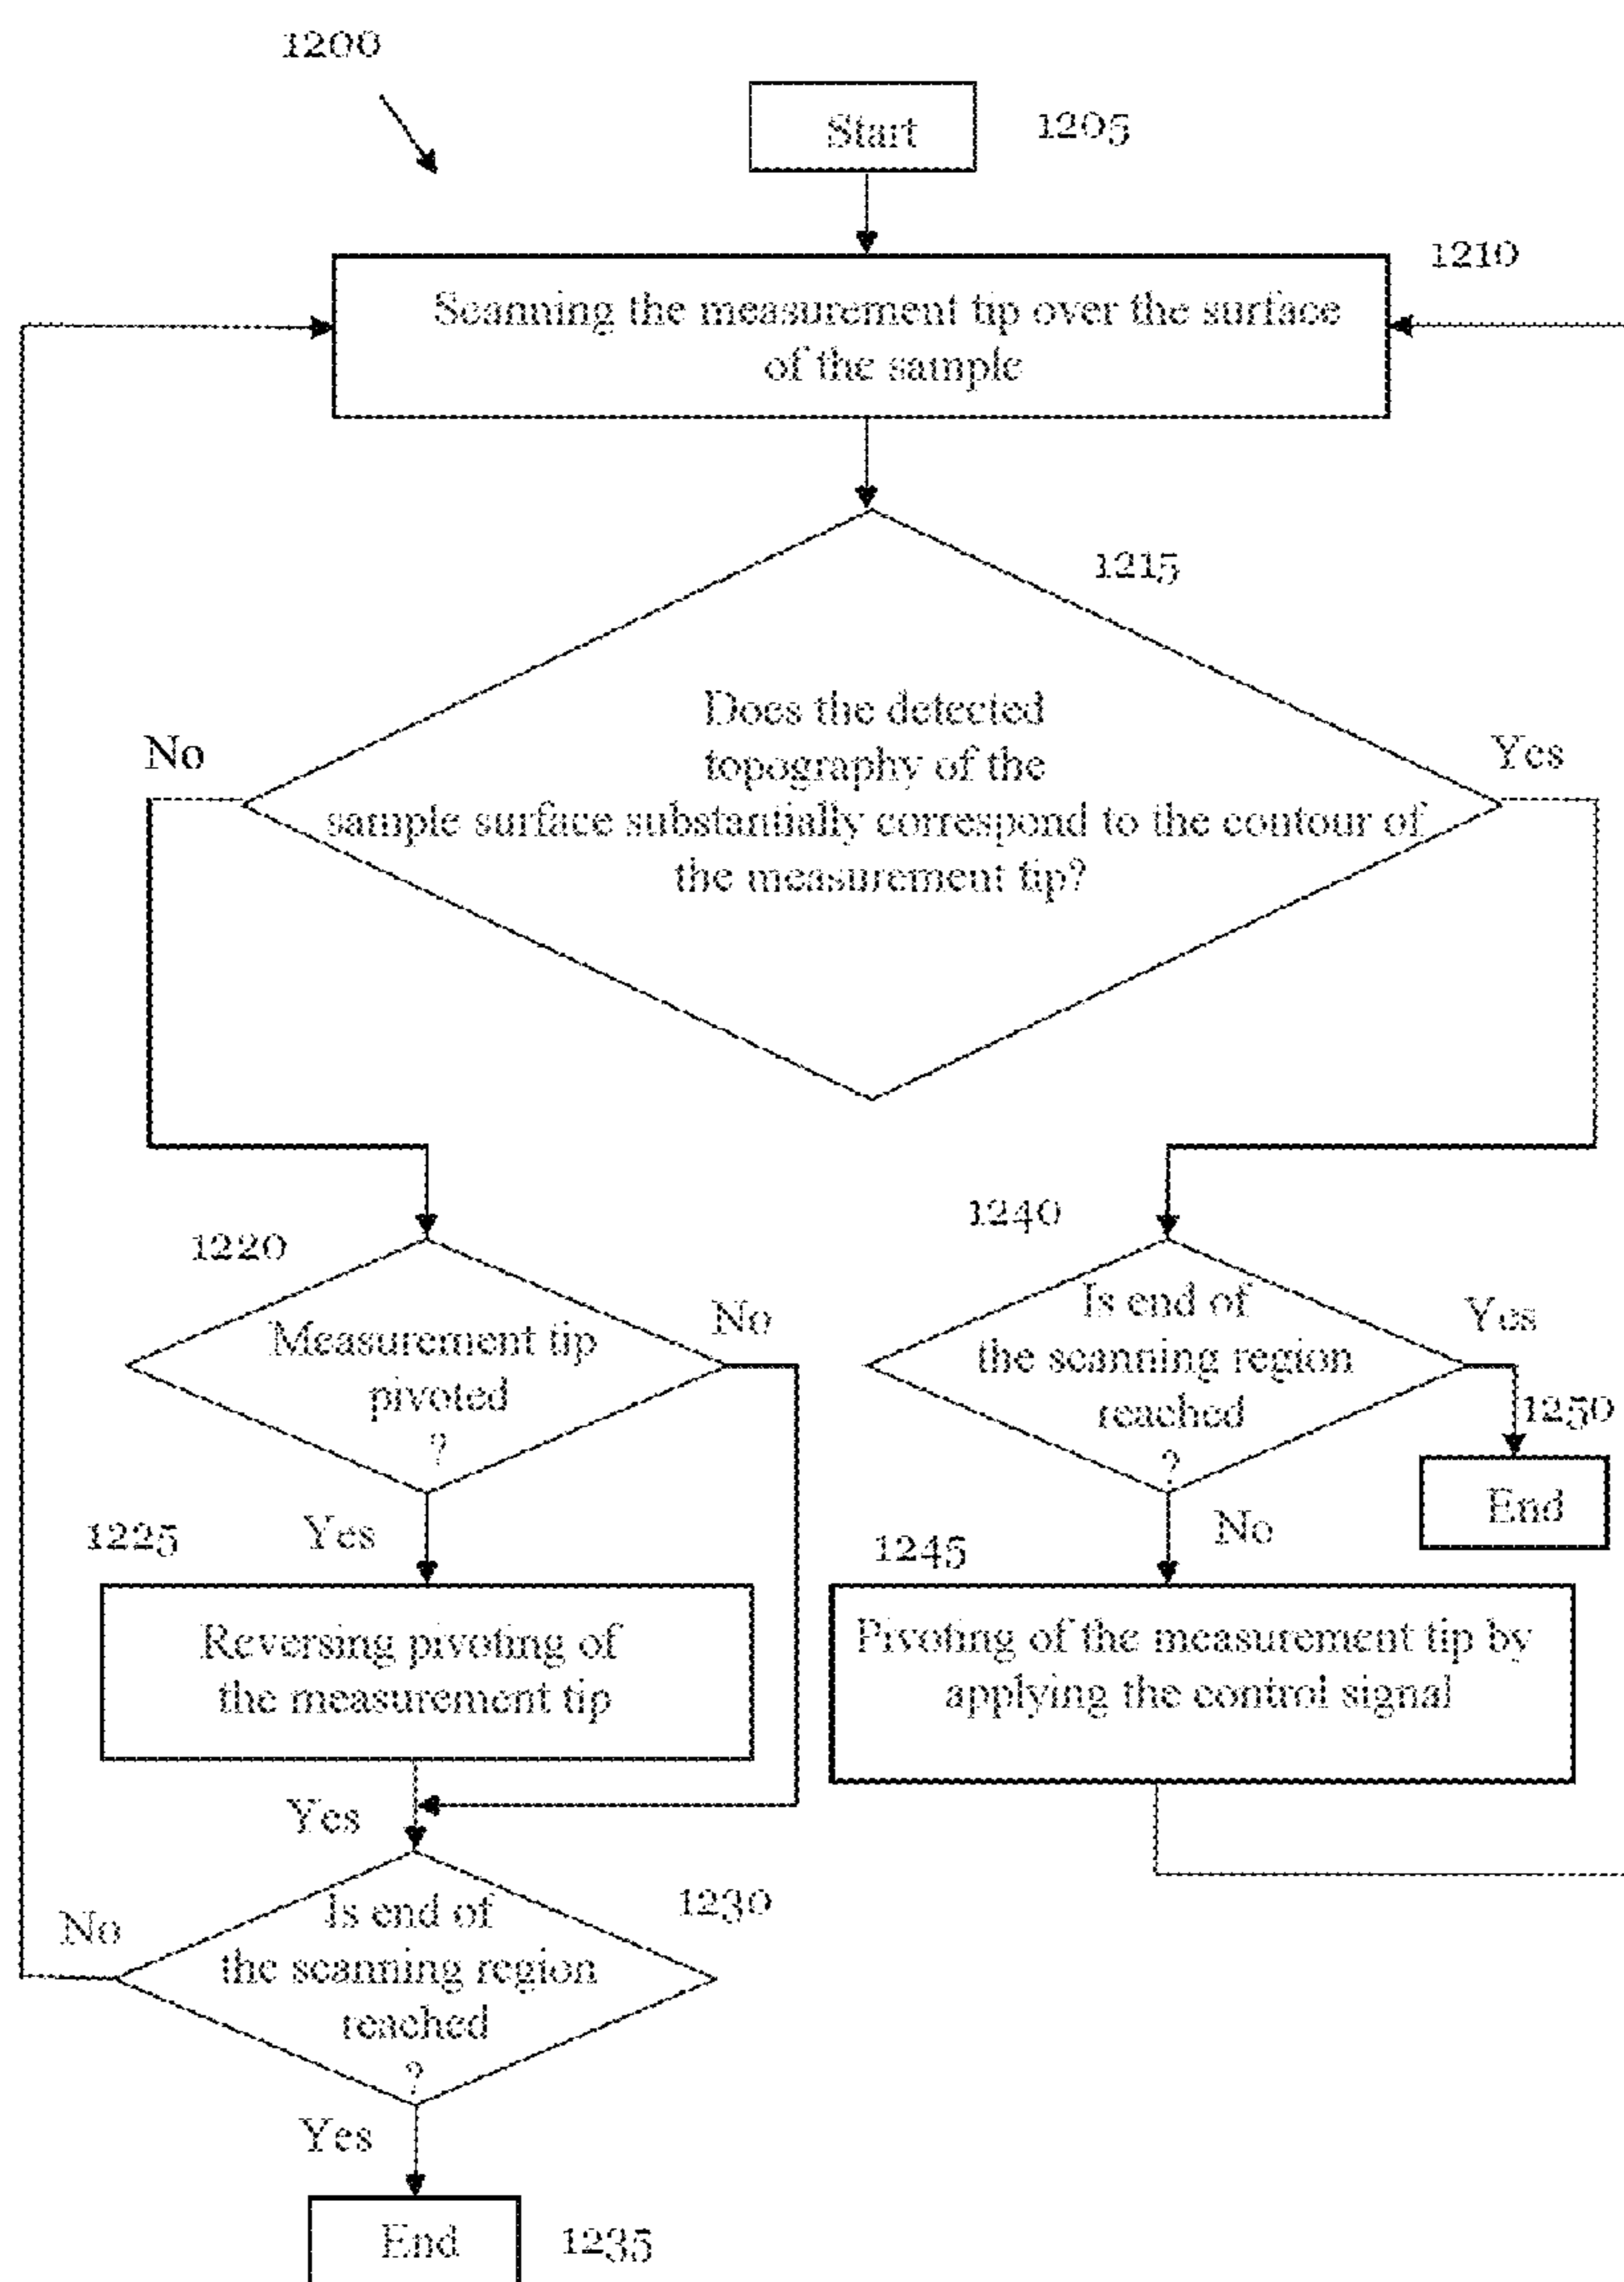 1200
Start
1205
1210
Scanning the measurement tip over the surface
of the sample
1215
Does the detected
topography of the
sample surface substantially correspond to the contour of
the measurement tip?
No
Yes
1220
Measurement tip
pivoted
?
No
1240
Is end of
the scanning region
reached
?
Yes
1250
End
1225
Yes
Reversing pivoting of
the measurement tip
1245
No
Pivoting of the measurement tip by
applying the control signal
Yes
1230
Is end of
the scanning region
reached
?
No
Yes
End
1235